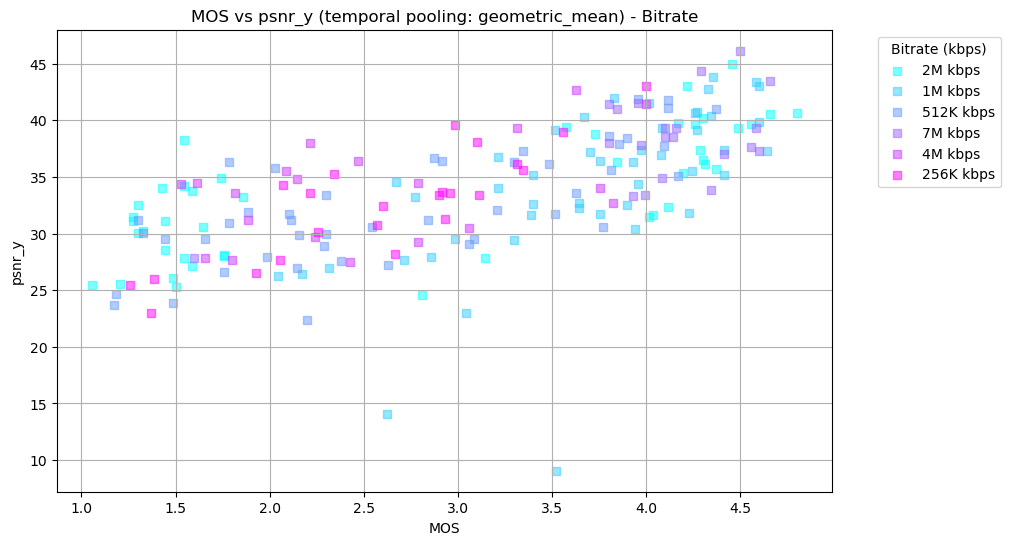 MOS vs psnr_y (temporal pooling: geometric_mean) - Bitrate
Bitrate (kbps)
2M kbps
1M kbps
512K kbps
7M kbps
4M kbps
256K kbps
psnr_y
45
40
35
30
25
20
15
10
1.0 1.5 2.0 2.5 3.0 3.5 4.0 4.5
MOS